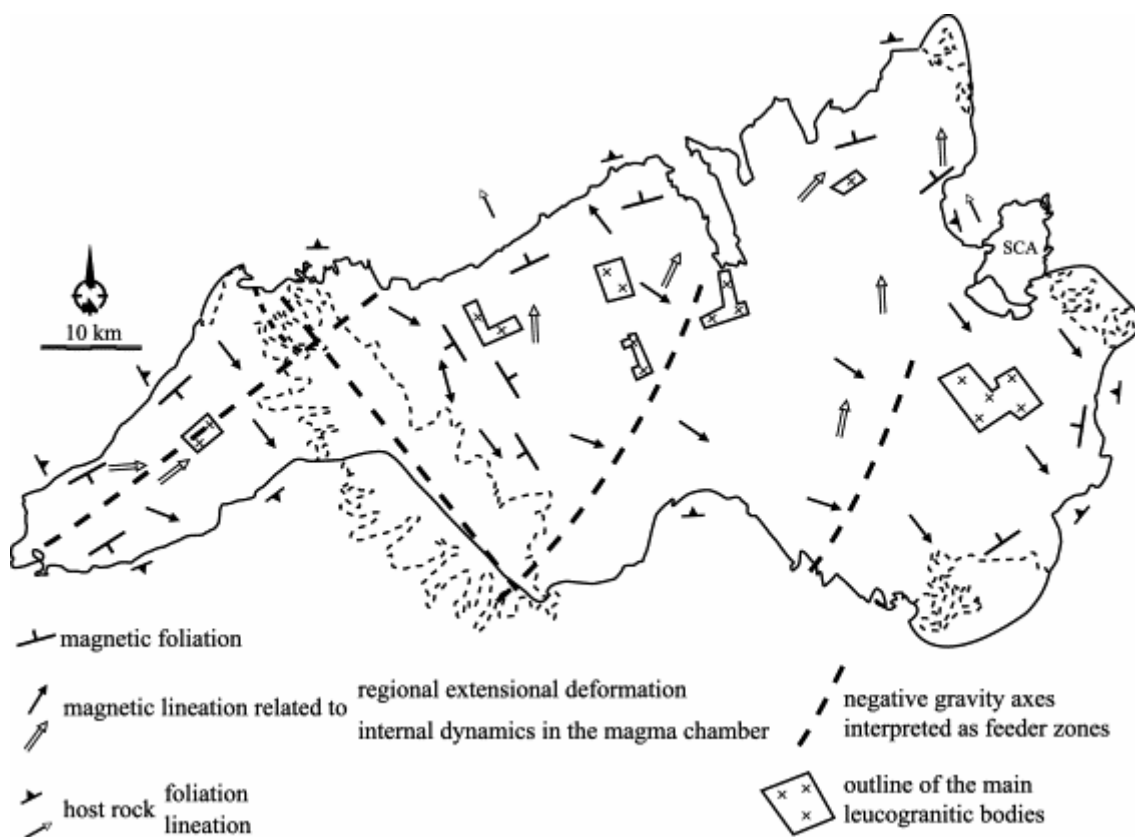 SCA
10 km
magnetic foliation
magnetic lineation related to
regional extensional deformation
internal dynamics in the magma chamber
host rock
foliation
lineation
negative gravity axes
interpreted as feeder zones
outline of the main
leucogranitic bodies